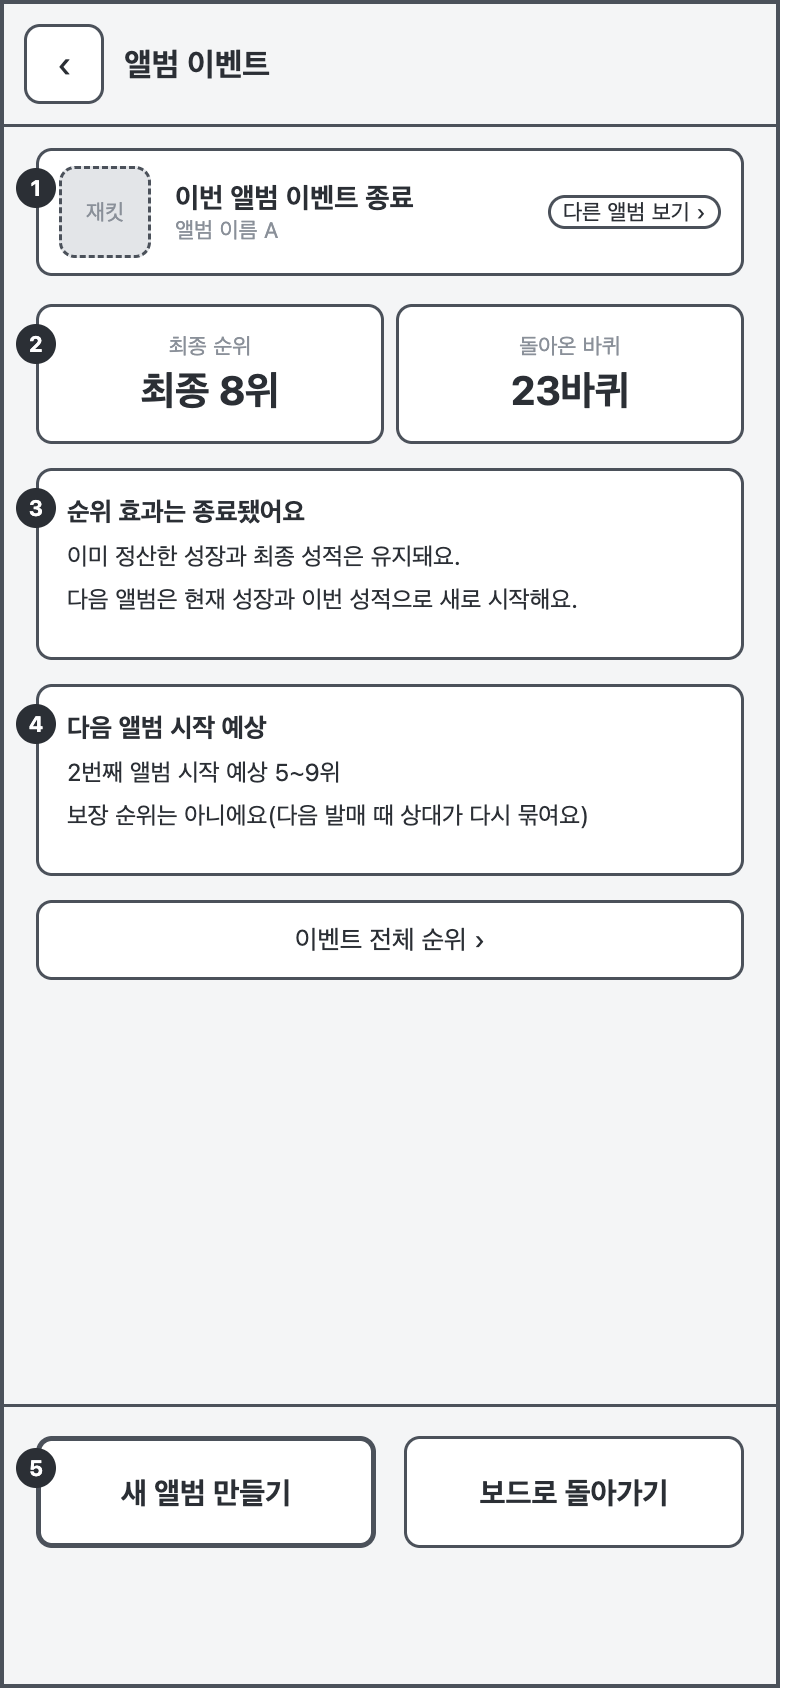 ‹
앨범 이벤트
1
재킷
이번 앨범 이벤트 종료
앨범 이름 A
다른 앨범 보기 ›
2
최종 순위
최종 8위
돌아온 바퀴
23바퀴
3
순위 효과는 종료됐어요
이미 정산한 성장과 최종 성적은 유지돼요.
다음 앨범은 현재 성장과 이번 성적으로 새로 시작해요.
4
다음 앨범 시작 예상
2번째 앨범 시작 예상 5~9위
보장 순위는 아니에요(다음 발매 때 상대가 다시 묶여요)
이벤트 전체 순위 ›
5
새 앨범 만들기
보드로 돌아가기